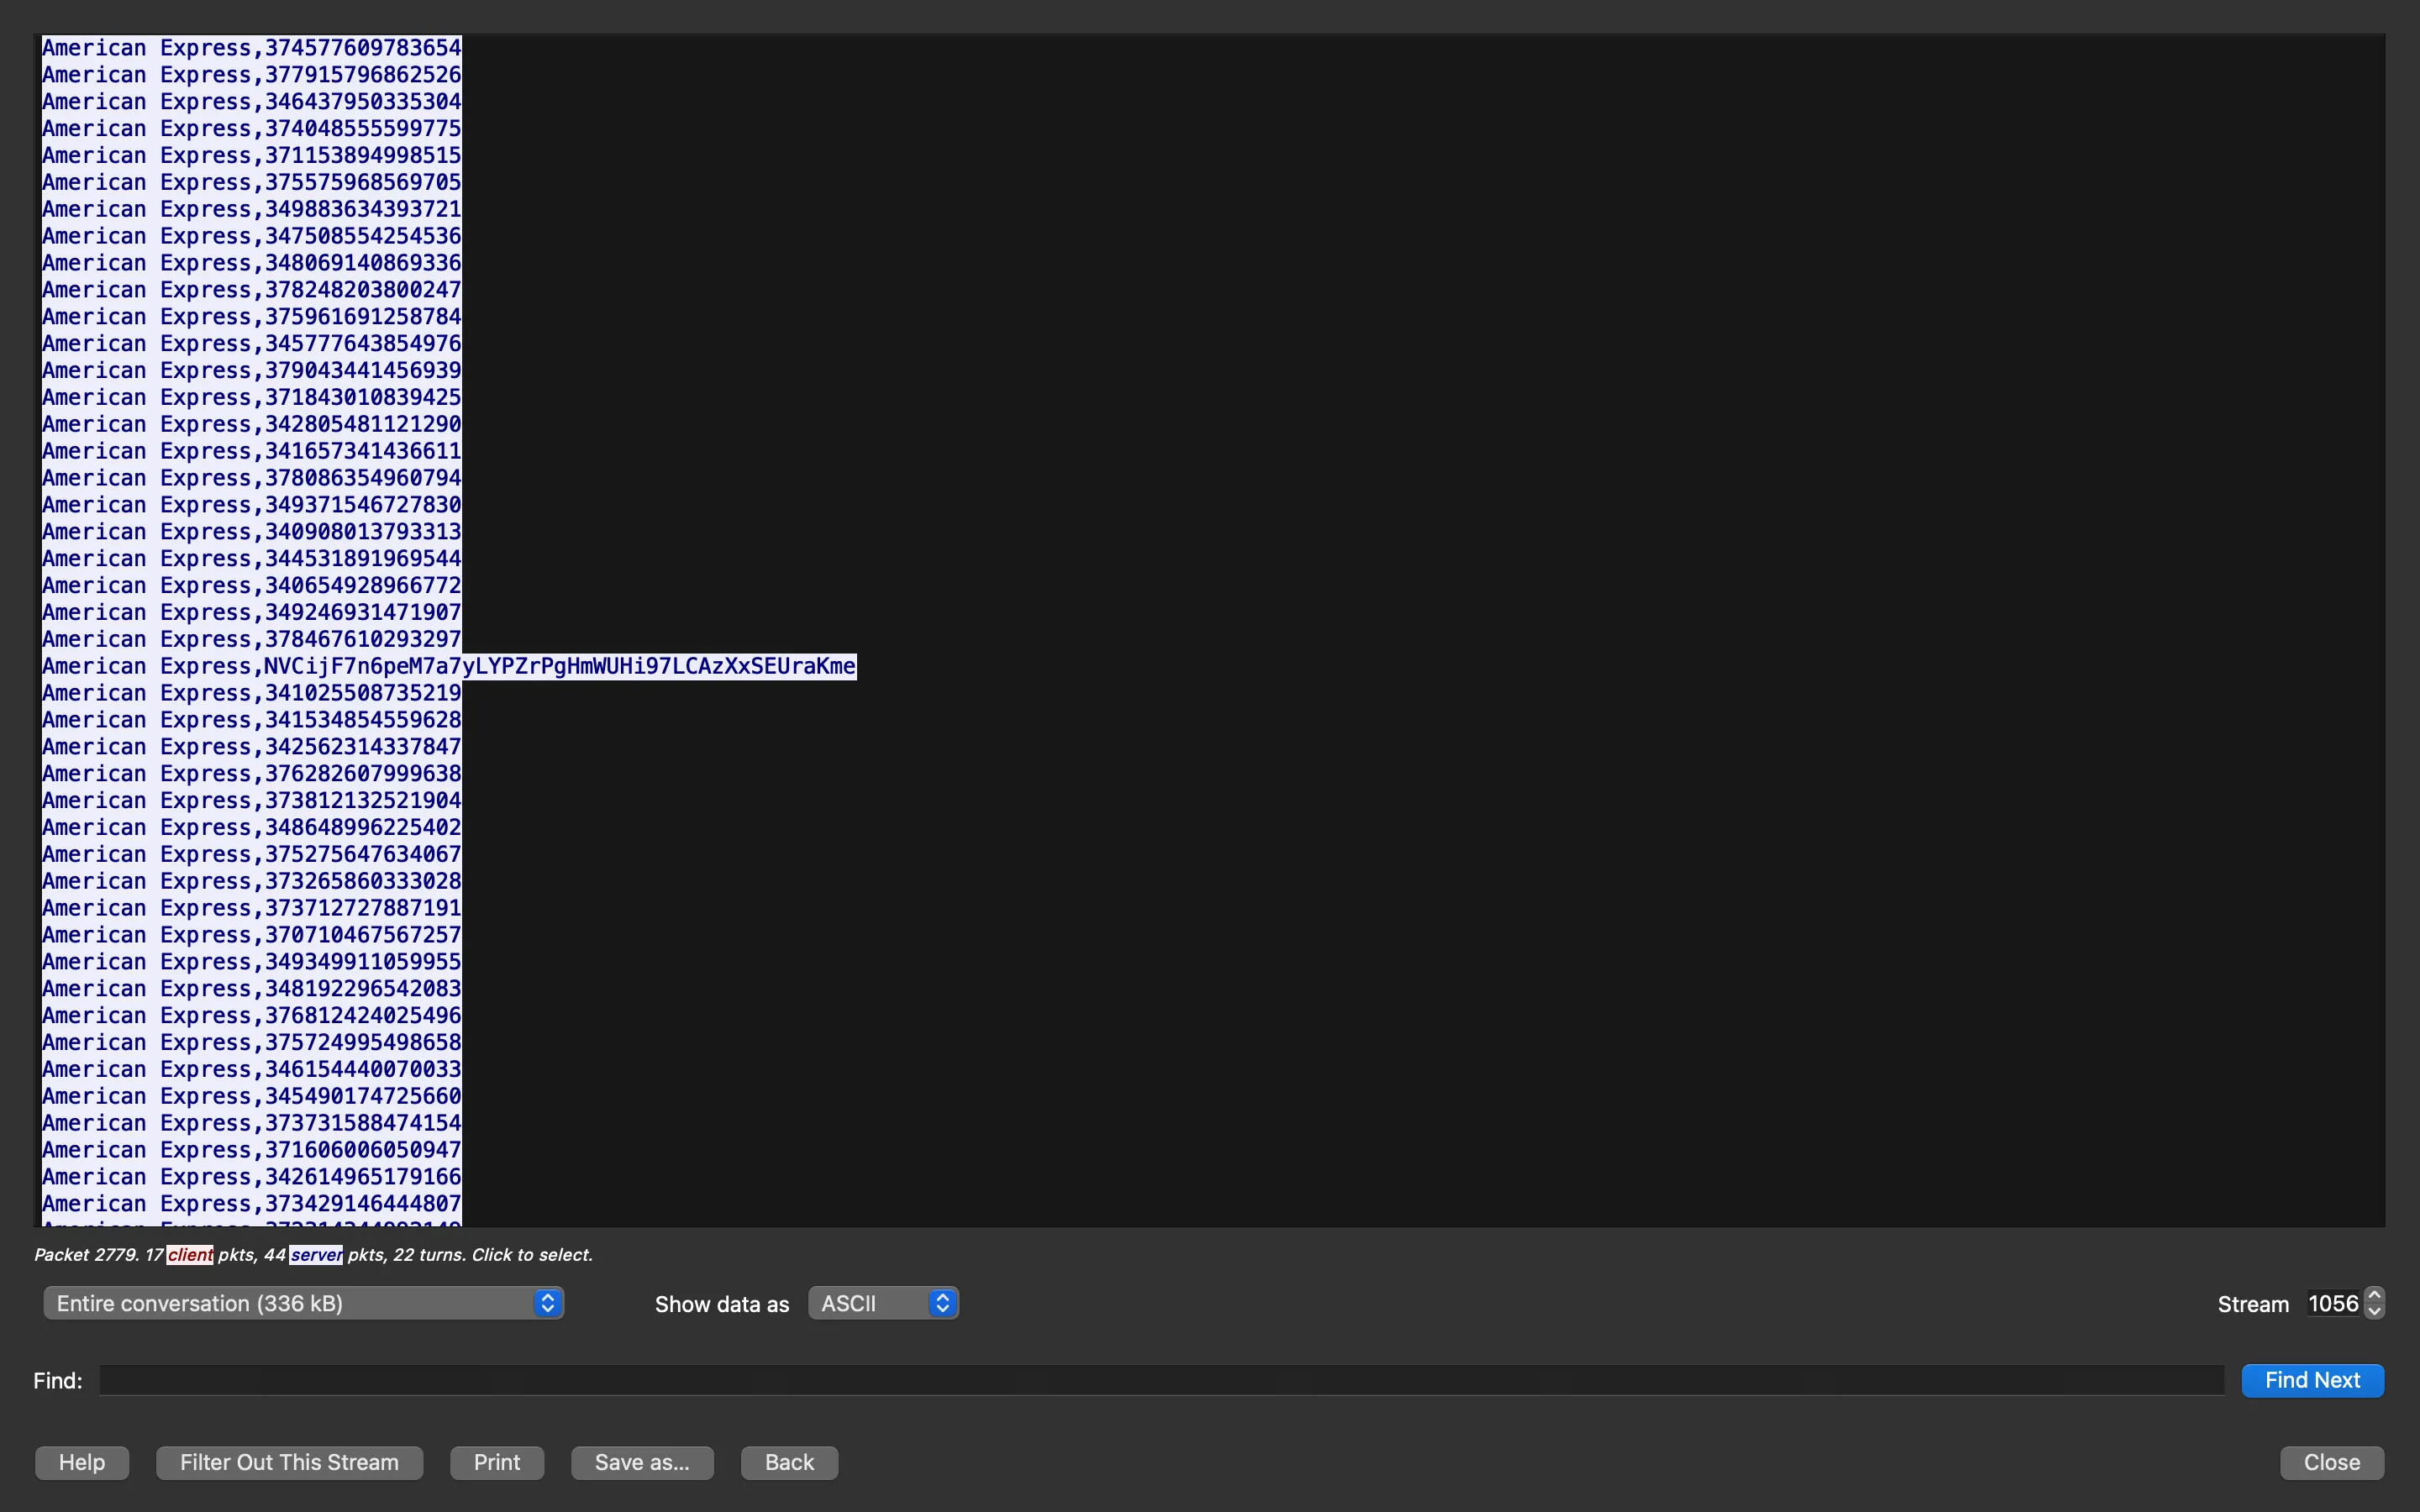 American Express,374577609783654
American Express,377915796862526
American Express,346437950335304
American Express,374048555599775
American Express,371153894998515
American Express,375575968569705
American Express,349883634393721
American Express,347508554254536
American Express,348069140869336
American Express,378248203800247
American Express,375961691258784
American Express,345777643854976
American Express,379043441456939
American Express,371843010839425
American Express,342805481121290
American Express,341657341436611
American Express,378086354960794
American Express,349371546727830
American Express,340908013793313
American Express,344531891969544
American Express,340654928966772
American Express,349246931471907
American Express,378467610293297
American Express,NVCijF7n6peM7a7yLYPZrPgHmWUHi97LCAzXxSEUraKme
American Express,341025508735219
American Express,341534854559628
American Express,342562314337847
American Express,376282607999638
American Express,373812132521904
American Express,348648996225402
American Express,375275647634067
American Express,373265860333028
American Express,373712727887191
American Express,370710467567257
American Express,349349911059955
American Express,348192296542083
American Express,376812424025496
American Express,375724995498658
American Express,346154440070033
American Express,345490174725660
American Express,373731588474154
American Express,371606006050947
American Express,342614965179166
American Express,373429146444807
American Express,
Packet 2779. 17 client pkts, 44 server pkts, 22 turns. Click to select.
Entire conversation (336 kB) Show data as ASCII Stream 1056
Find: Find Next
Help Filter Out This Stream Print Save as... Back Close